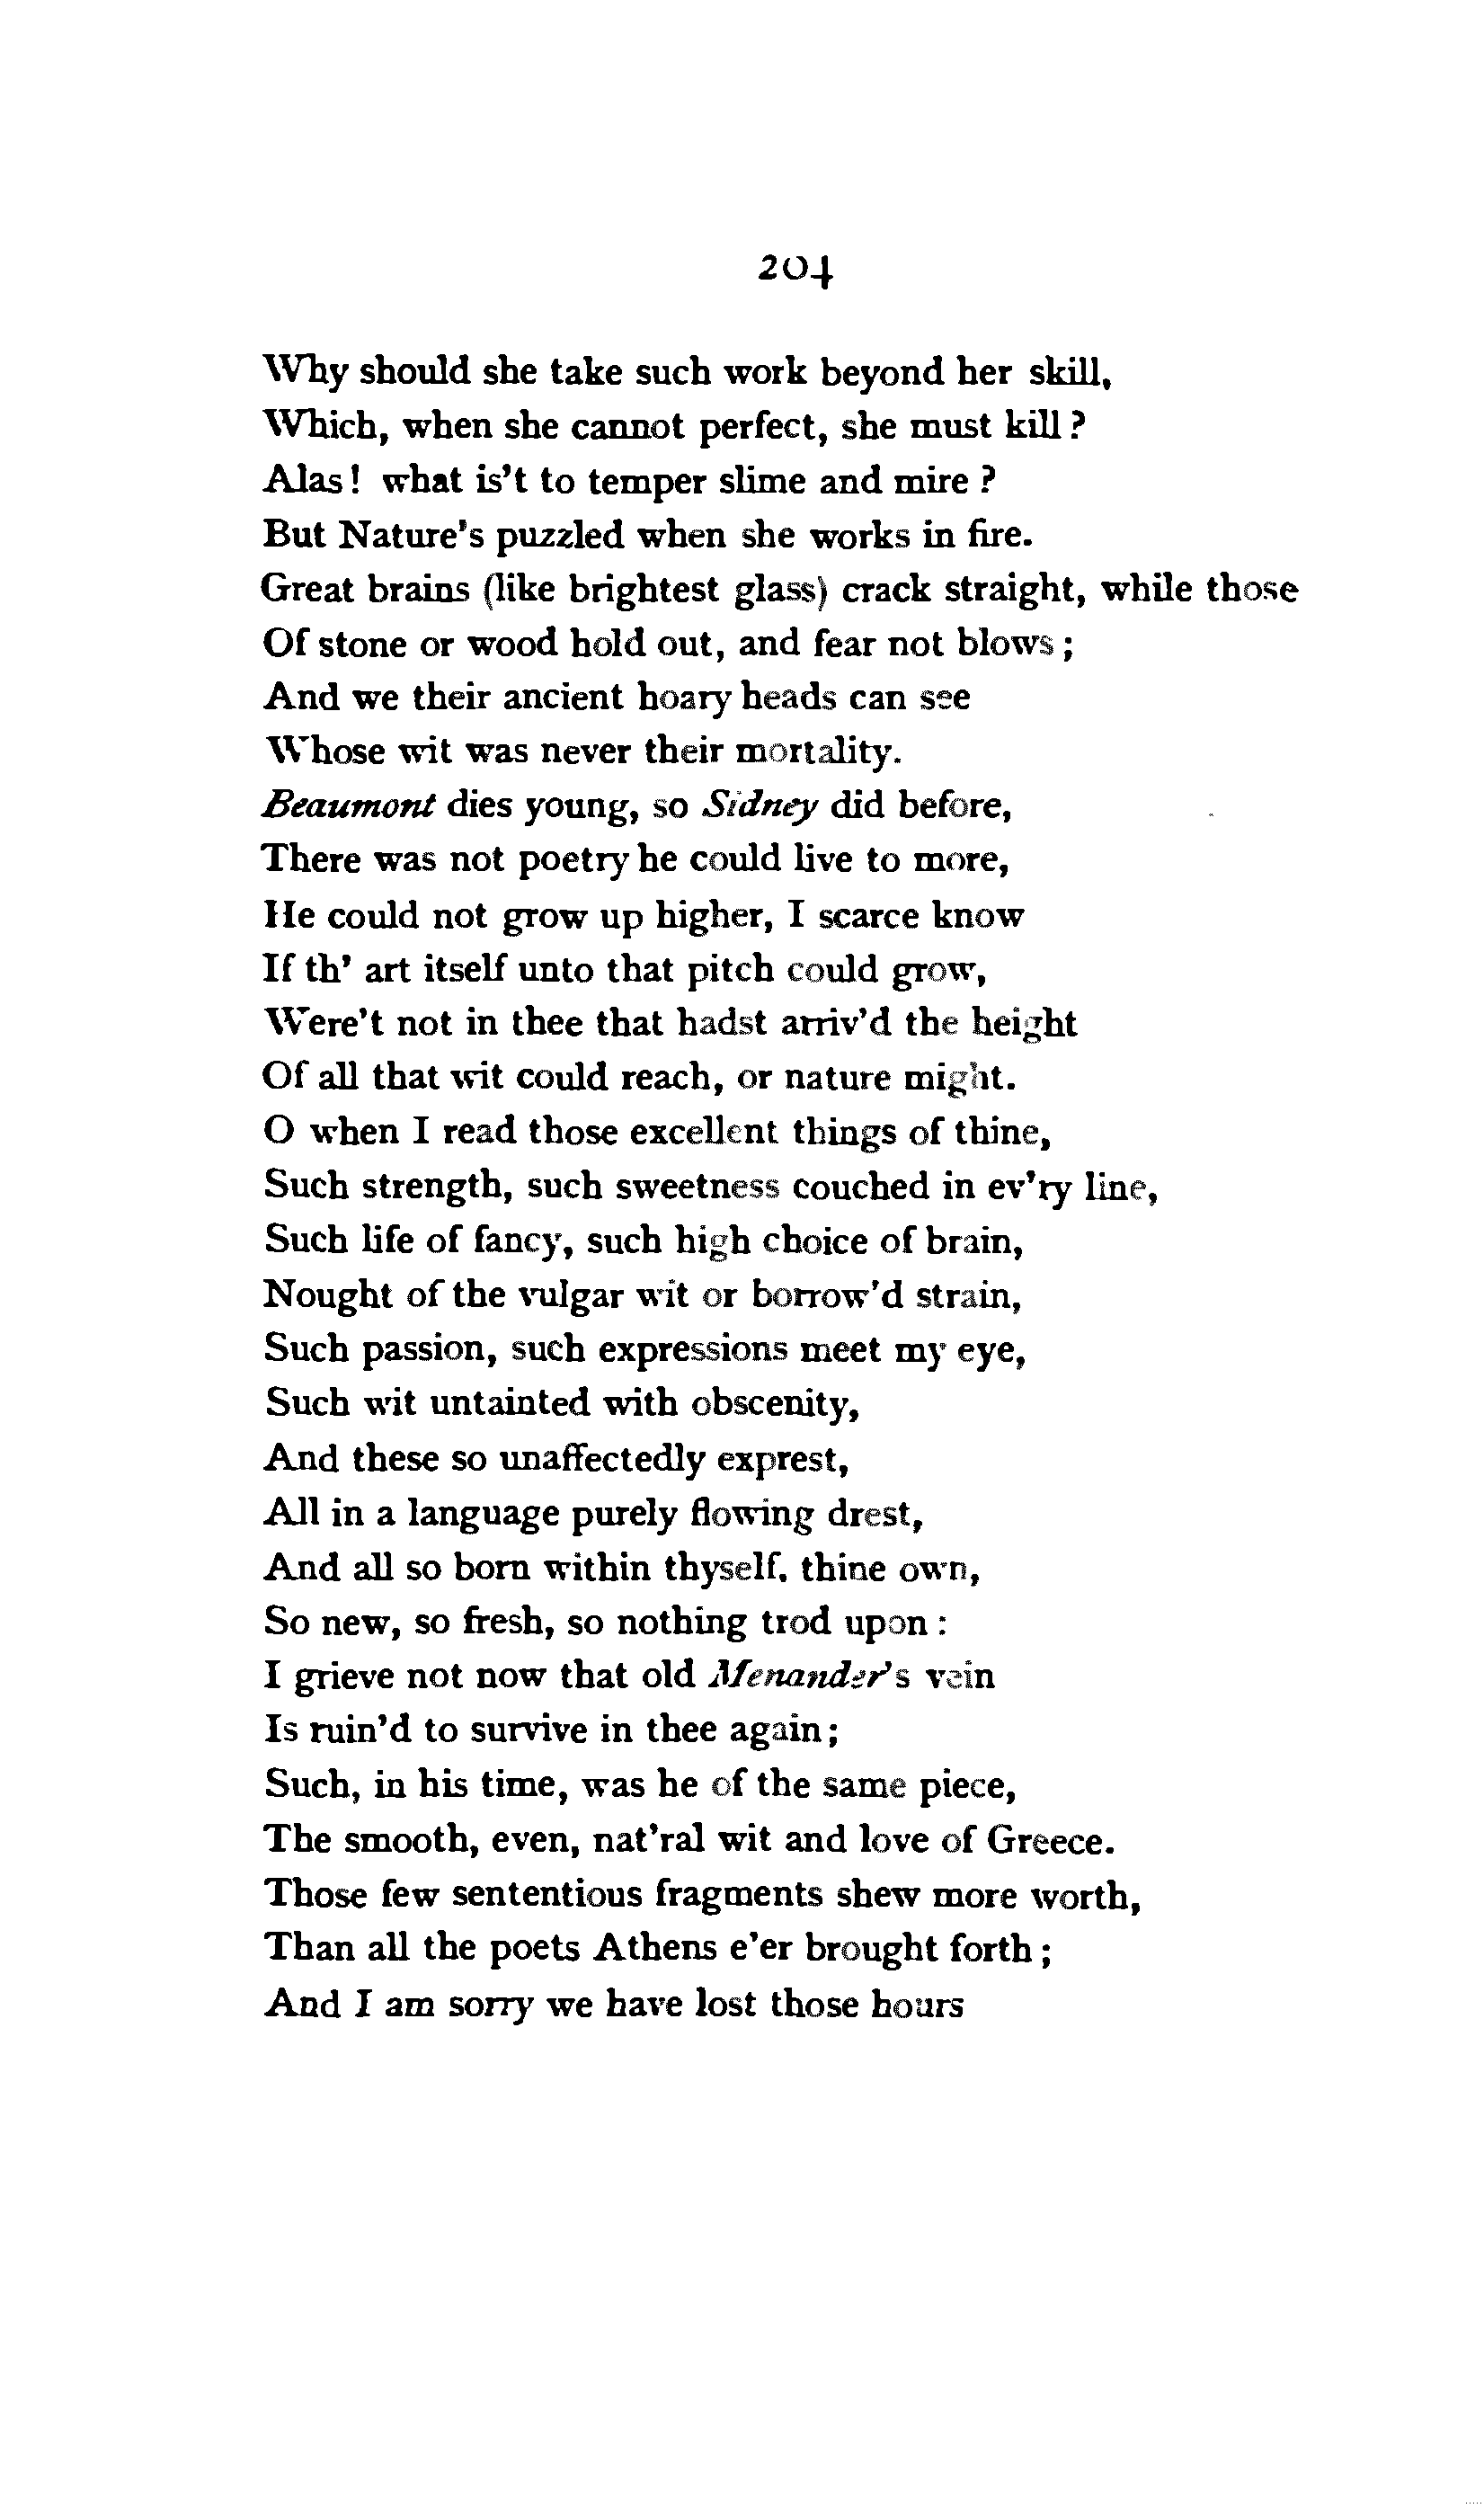 204
Why should she take such work beyond her skill,
Which, when she cannot perfect, she must kill ?
Alas ! what is't to temper slime and mire ?
But Nature's puzzled when she works in fire.
Great brains (like brightest glass) crack straight, while those
Of stone or wood hold out, and fear not blows ;
And we their ancient hoary heads can see
Whose wit was never their mortality.
Beaumont dies young, so Sidney did before,
There was not poetry he could live to more,
He could not grow up higher, I scarce know
If th' art itself unto that pitch could grow,
Were't not in thee that hadst arriv'd the height
Of all that wit could reach, or nature might.
O when I read those excellent things of thine,
Such strength, such sweetness couched in ev'ry line,
Such life of fancy, such high choice of brain,
Nought of the vulgar wit or borrow'd strain,
Such passion, such expressions meet my eye,
Such wit untainted with obscenity,
And these so unaffectedly exprest,
All in a language purely flowing drest,
And all so born within thyself, thine own,
So new, so fresh, so nothing trod upon :
I grieve not now that old Menander's vein
Is ruin'd to survive in thee again ;
Such, in his time, was he of the same piece,
The smooth, even, nat'ral wit and love of Greece.
Those few sententious fragments shew more worth,
Than all the poets Athens e'er brought forth ;
And I am sorry we have lost those hours